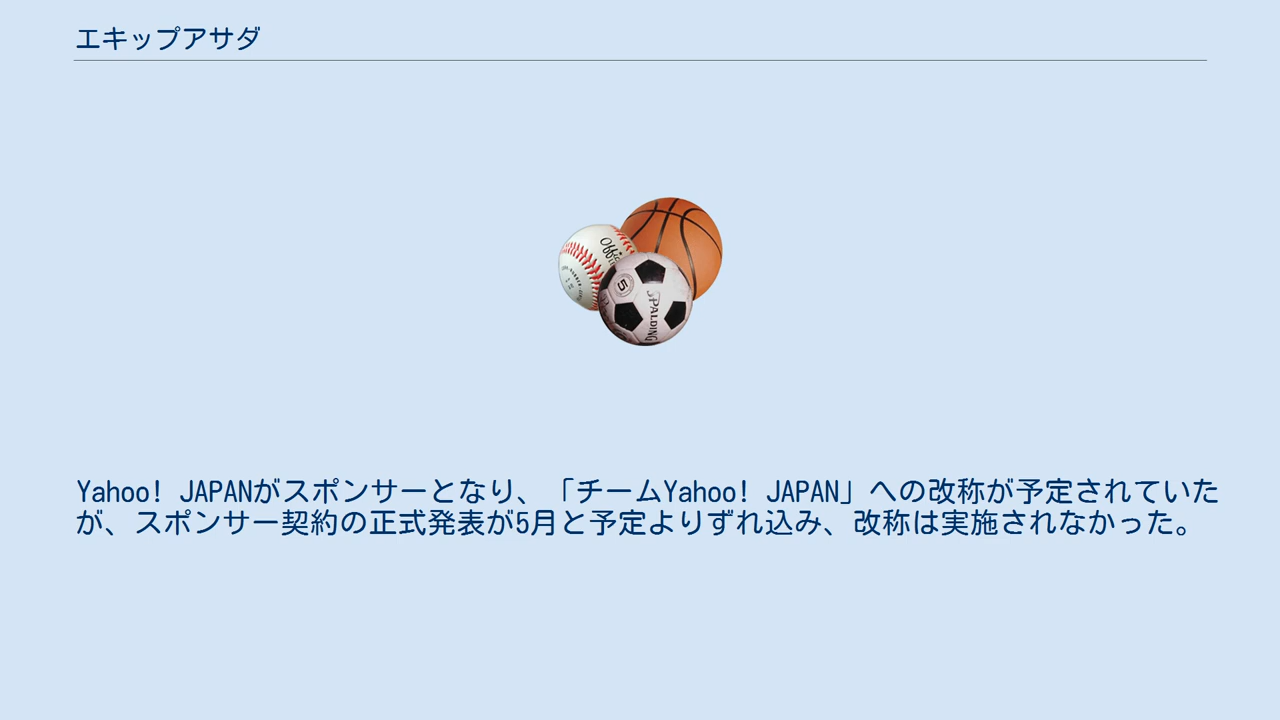 エキップアサダ
Offic
5
SPALDING
Yahoo! JAPANがスポンサーとなり、「チームYahoo! JAPAN」への改称が予定されていた
が、スポンサー契約の正式発表が5月と予定よりずれ込み、改称は実施されなかった。